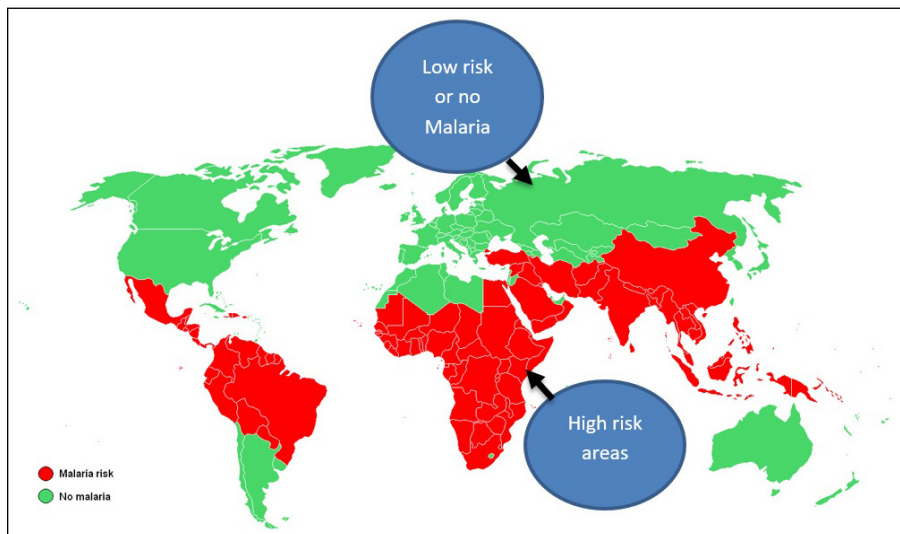 Low risk
or no
Malaria
High risk
areas
Malaria risk
No malaria